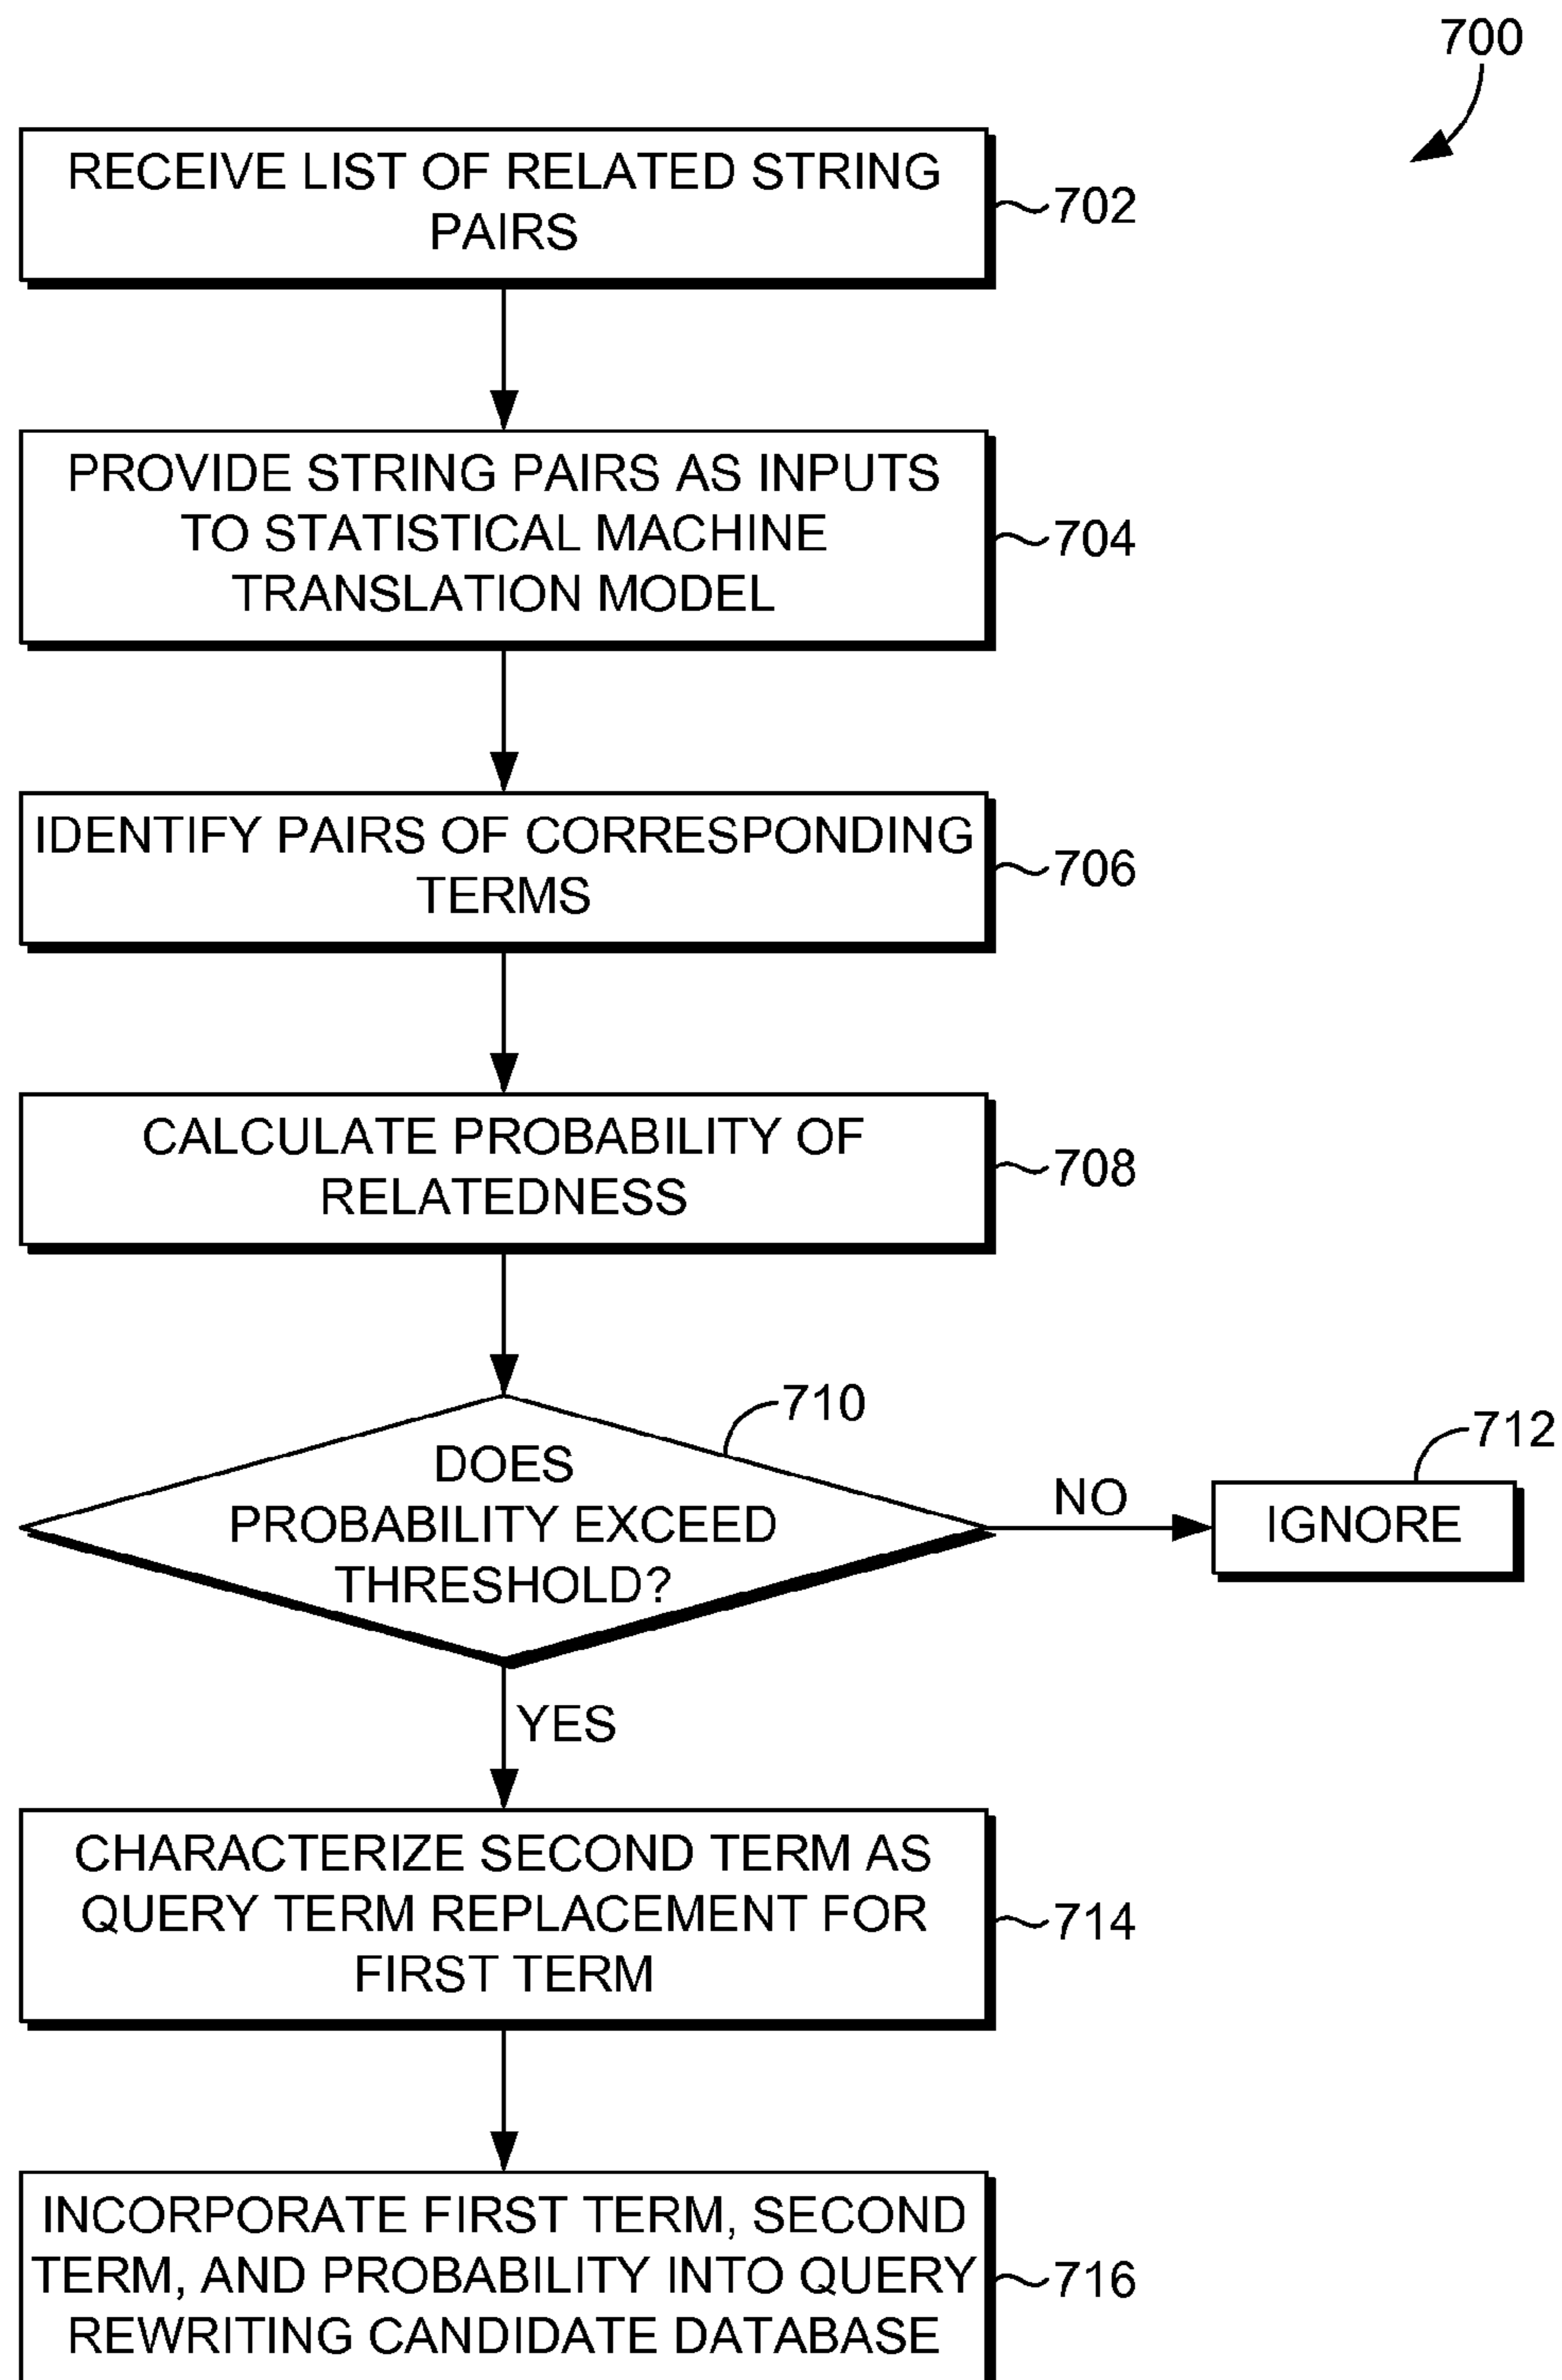 700
RECEIVE LIST OF RELATED STRING
PAIRS
702
PROVIDE STRING PAIRS AS INPUTS
TO STATISTICAL MACHINE
TRANSLATION MODEL
704
IDENTIFY PAIRS OF CORRESPONDING
TERMS
706
CALCULATE PROBABILITY OF
RELATEDNESS
708
DOES
PROBABILITY EXCEED
THRESHOLD?
710
NO
IGNORE
712
YES
CHARACTERIZE SECOND TERM AS
QUERY TERM REPLACEMENT FOR
FIRST TERM
714
INCORPORATE FIRST TERM, SECOND
TERM, AND PROBABILITY INTO QUERY
REWRITING CANDIDATE DATABASE
716